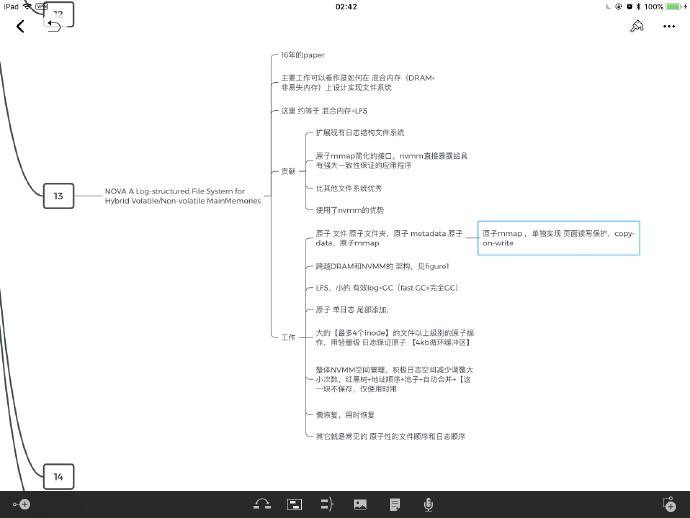 iPad
VPN
02:42
100%
12
16年的paper
主要工作可以看作是如何在 混合内存（DRAM+
非易失内存）上设计实现文件系统
这里 约等于 混合内存+LFS
扩展现有日志结构文件系统
原子mmap简化的接口，nvmm直接暴露给具
有强大一致性保证的应用程序
贡献
比其他文件系统优秀
使用了nvmm的优势
13
NOVA A Log-structured File System for
Hybrid Volatile/Non-volatile MainMemories
原子 文件 原子文件夹，原子 metadata 原子
data，原子mmap
原子mmap ，单独实现 页面读写保护，copy-
on-write
跨越DRAM和NVMM的 架构，见figure1
LFS，小的 有效log+GC（fast GC+完全GC）
原子 单日志 尾部添加，
工作
大的【最多4个inode】的文件以上级别的原子操
作，用轻量级 日志保证原子 【4kb循环缓冲区】
整体NVMM空间管理，积极日志空间减少调整大
小次数，红黑树+地址顺序+池子+自动合并+【这
一块不保存，仅使用时用
懒恢复，用时恢复
其它就是常见的 原子性的文件顺序和日志顺序
14